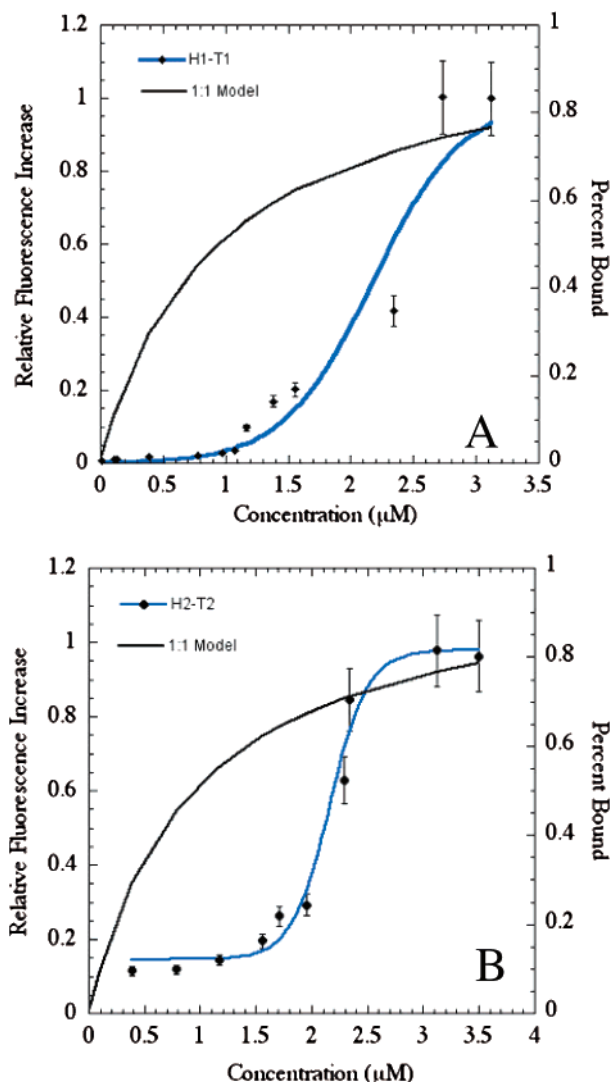 1.2
1
0.8
0.6
0.4
0.2
0
Relative Fluorescence Increase
H1-T1
1:1 Model
A
1
0.8
0.6
0.4
0.2
0
Percent Bound
0 0.5 1 1.5 2 2.5 3 3.5
Concentration (µM)
1.2
1
0.8
0.6
0.4
0.2
0
Relative Fluorescence Increase
H2-T2
1:1 Model
B
1
0.8
0.6
0.4
0.2
0
Percent Bound
0 0.5 1 1.5 2 2.5 3 3.5 4
Concentration (µM)